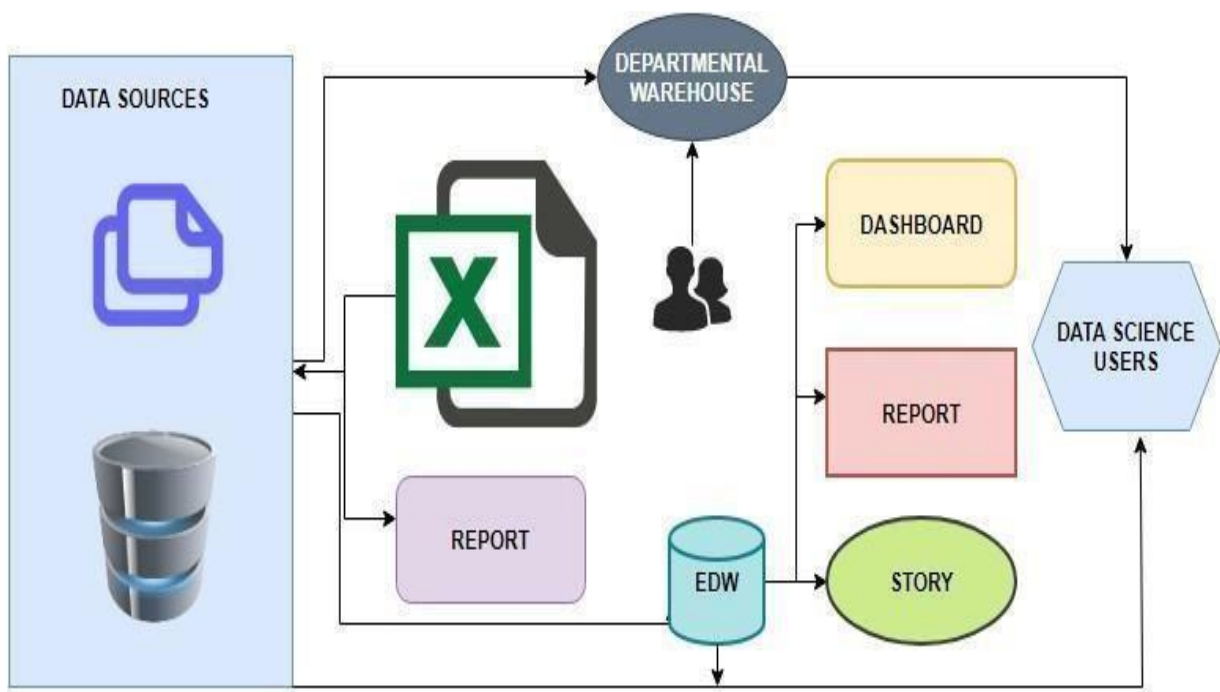 DATA SOURCES
DEPARTMENTAL
WAREHOUSE
X
DASHBOARD
DATA SCIENCE
USERS
REPORT
REPORT
EDW
STORY